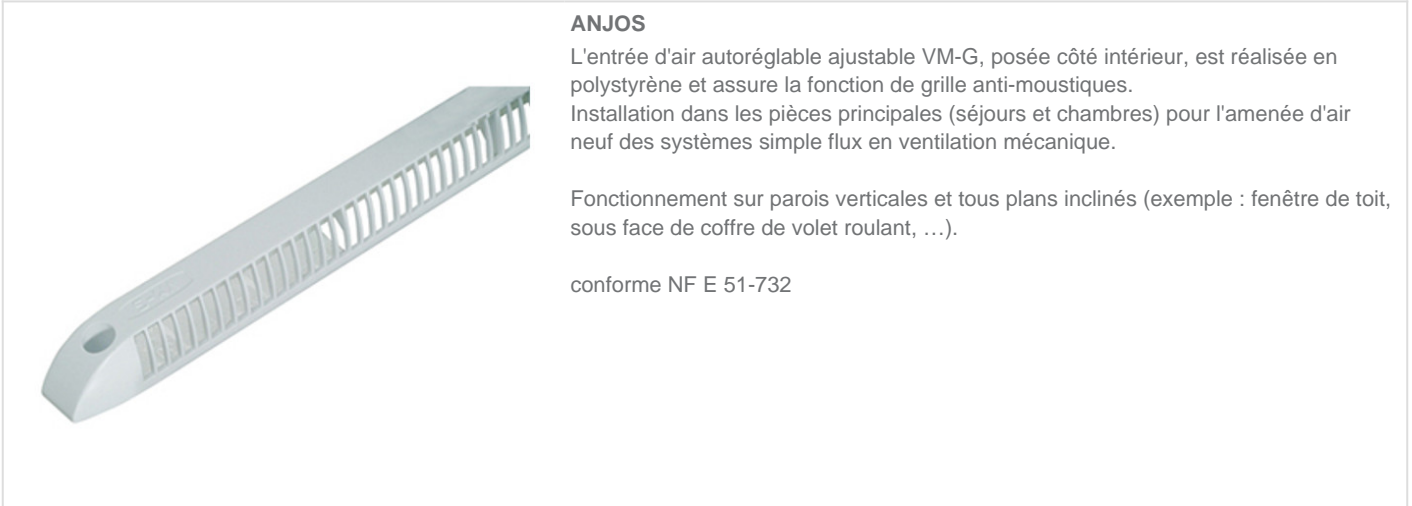 ANJOS
L'entrée d'air autoréglable ajustable VM-G, posée côté intérieur, est réalisée en
polystyrène et assure la fonction de grille anti-moustiques.
Installation dans les pièces principales (séjours et chambres) pour l'amenée d'air
neuf des systèmes simple flux en ventilation mécanique.
Fonctionnement sur parois verticales et tous plans inclinés (exemple : fenêtre de toit,
sous face de coffre de volet roulant, …).
conforme NF E 51-732